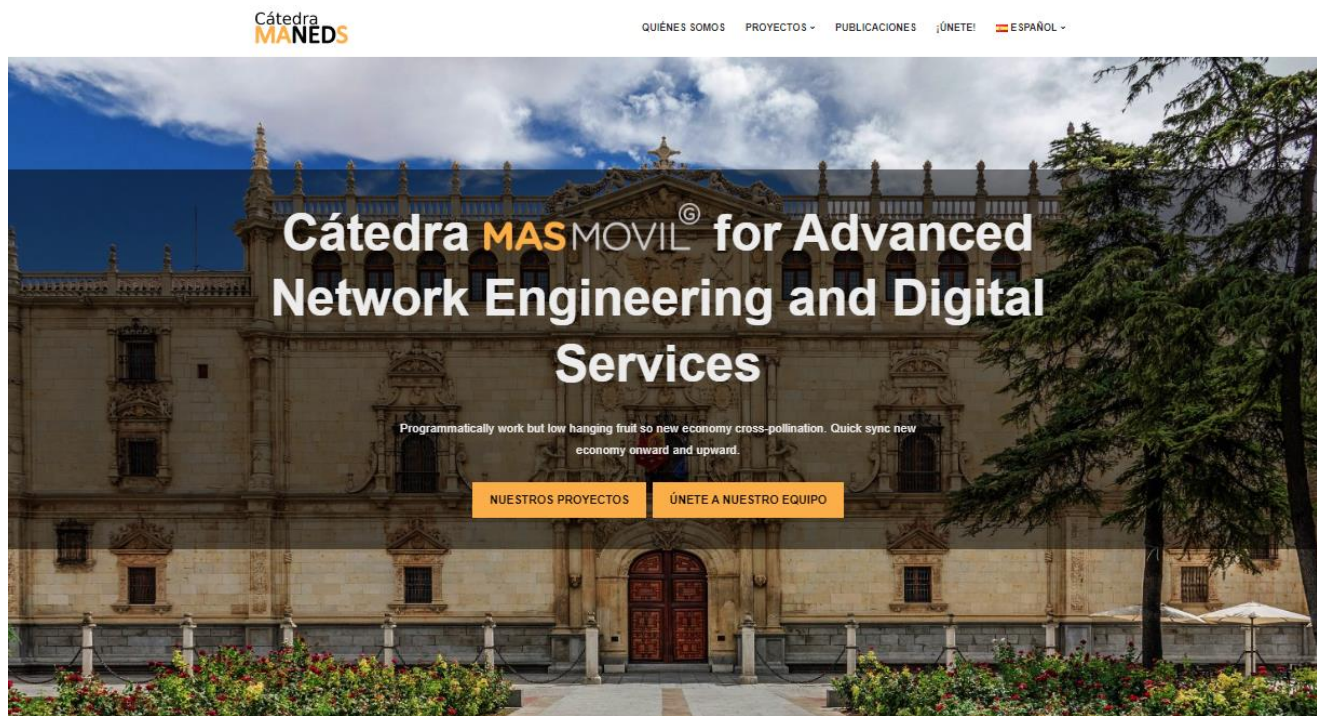 Cátedra
MANEDS
QUIÉNES SOMOS PROYECTOS PUBLICACIONES ¡ÚNETE! ESPAÑOL
Cátedra MASMOVIL G for Advanced
Network Engineering and Digital
Services
Programmatically work but low hanging fruit so new economy cross-pollination. Quick sync new
economy onward and upward.
NUESTROS PROYECTOS ÚNETE A NUESTRO EQUIPO